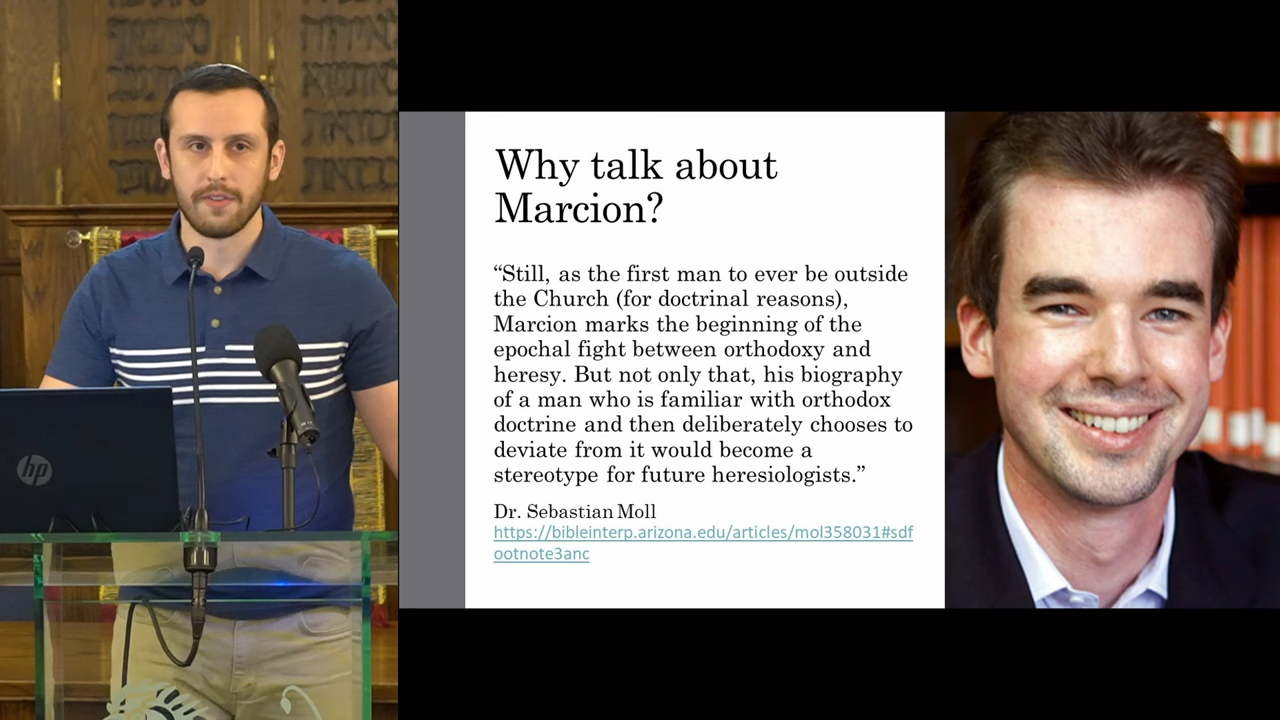 hp
Why talk about
Marcion?
“Still, as the first man to ever be outside
the Church (for doctrinal reasons),
Marcion marks the beginning of the
epochal fight between orthodoxy and
heresy. But not only that, his biography
of a man who is familiar with orthodox
doctrine and then deliberately chooses to
deviate from it would become a
stereotype for future heresiologists.”
Dr. Sebastian Moll
https://bibleinterp.arizona.edu/articles/mol358031#sdf
ootnote3anc